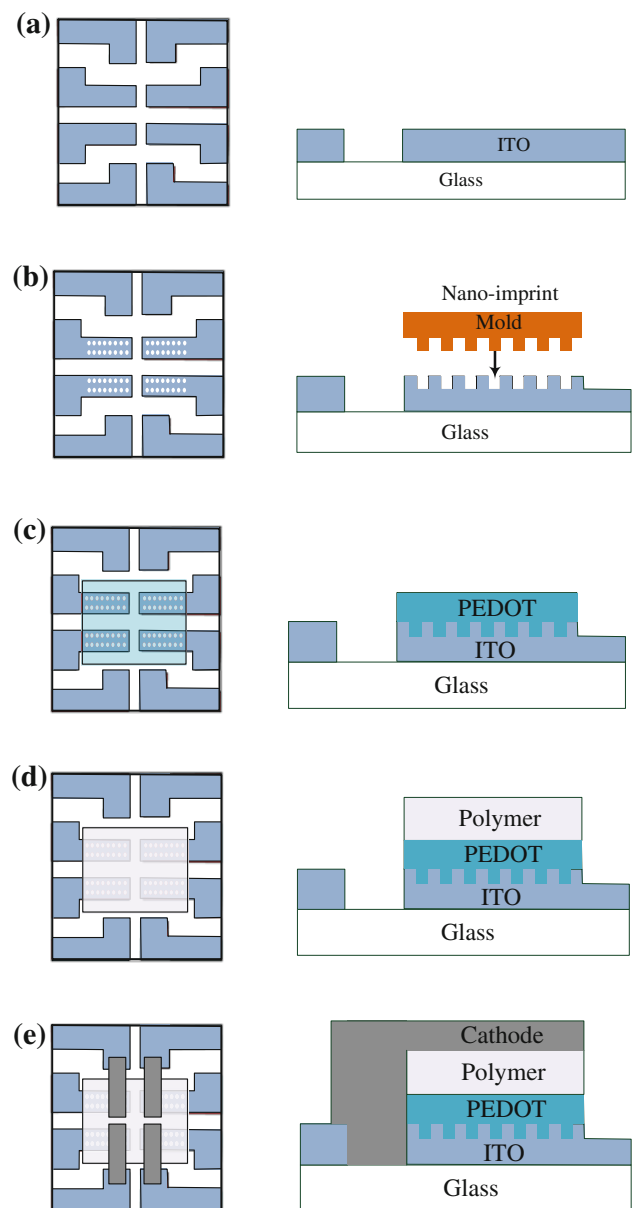 (a)
ITO
Glass
(b)
Nano-imprint
Mold
Glass
(c)
PEDOT
ITO
Glass
(d)
Polymer
PEDOT
ITO
Glass
(e)
Cathode
Polymer
PEDOT
ITO
Glass